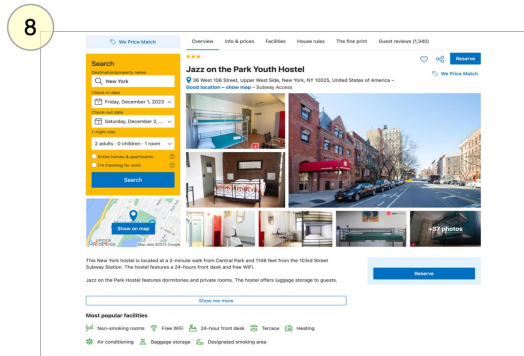 8
We Price Match
Overview Info & prices Facilities House rules The fine print Guest reviews (1,340)
Reserve
Search
Destination/property name:
New York
Check-in date
Friday, December 1, 2023
Check-out date
Saturday, December 2, ...
1-night stay
2 adults · 0 children · 1 room
Entire homes & apartments
I'm traveling for work
Search
Jazz on the Park Youth Hostel
36 West 106 Street, Upper West Side, New York, NY 10025, United States of America –
Good location – show map – Subway Access
We Price Match
+37 photos
Show on map
UPPER
WEST SIDE
Map data ©2023 Google
This New York hostel is located at a 2-minute walk from Central Park and 1148 feet from the 103rd Street
Subway Station. The hostel features a 24-hours front desk and free WiFi.
Jazz on the Park Hostel features dormitories and private rooms. The hostel offers luggage storage to guests.
Reserve
Show me more
Most popular facilities
Non-smoking rooms Free WiFi 24-hour front desk Terrace Heating
Air conditioning Baggage storage Designated smoking area